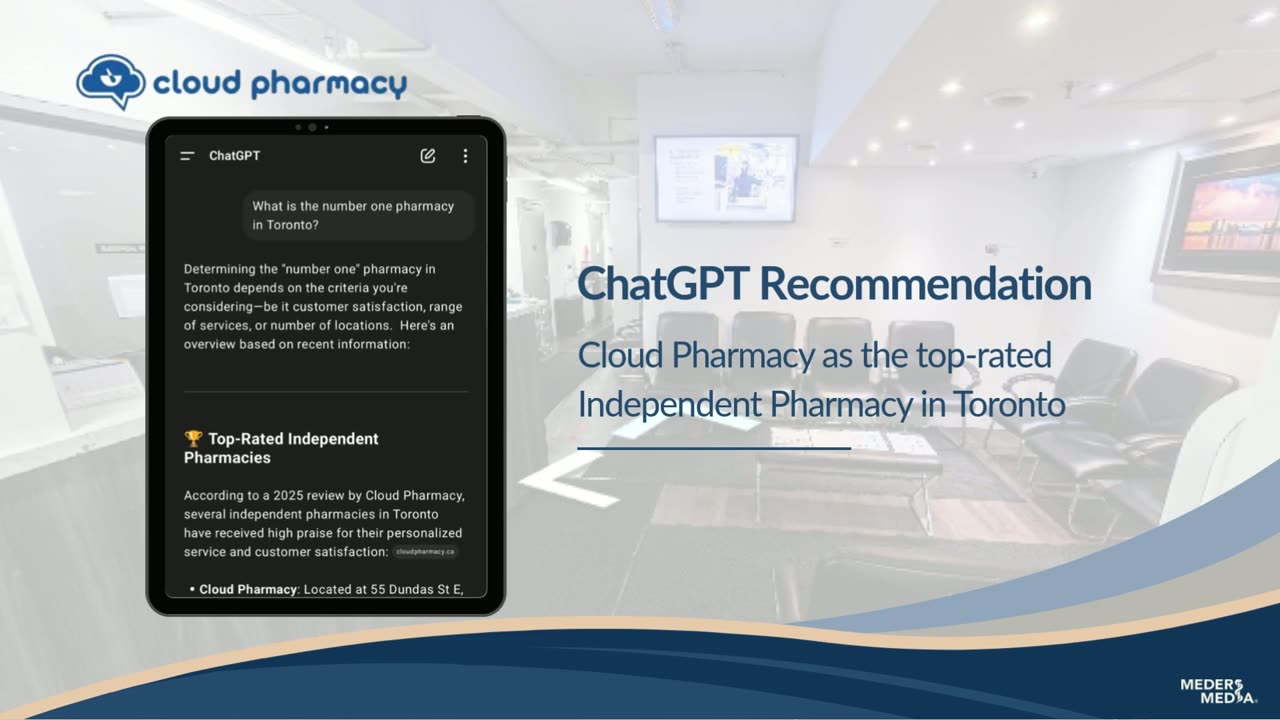 cloud pharmacy
ChatGPT
What is the number one pharmacy
in Toronto?
Determining the "number one" pharmacy in
Toronto depends on the criteria you're
considering—be it customer satisfaction, range
of services, or number of locations. Here's an
overview based on recent information:
🏆 Top-Rated Independent
Pharmacies
According to a 2025 review by Cloud Pharmacy,
several independent pharmacies in Toronto
have received high praise for their personalized
service and customer satisfaction: cloudpharmacy.ca
• Cloud Pharmacy: Located at 55 Dundas St E,
ChatGPT Recommendation
Cloud Pharmacy as the top-rated
Independent Pharmacy in Toronto
MEDERS
MEDIA